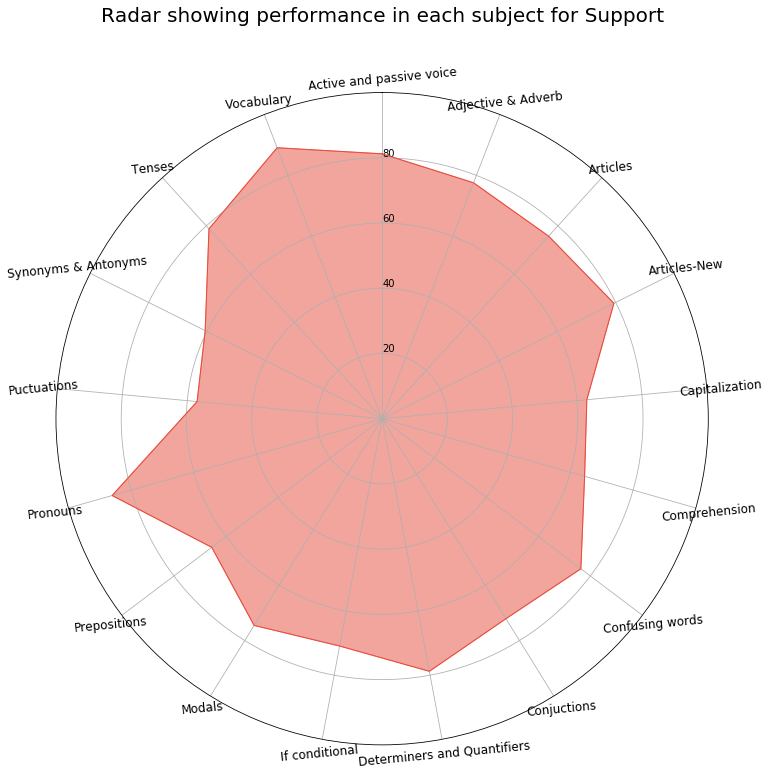 Radar showing performance in each subject for Support
Active and passive voice
Adjective & Adverb
Articles
Articles-New
Capitalization
Comprehension
Confusing words
Conjuctions
Determiners and Quantifiers
If conditional
Modals
Prepositions
Pronouns
Puctuations
Synonyms & Antonyms
Tenses
Vocabulary
80
60
40
20